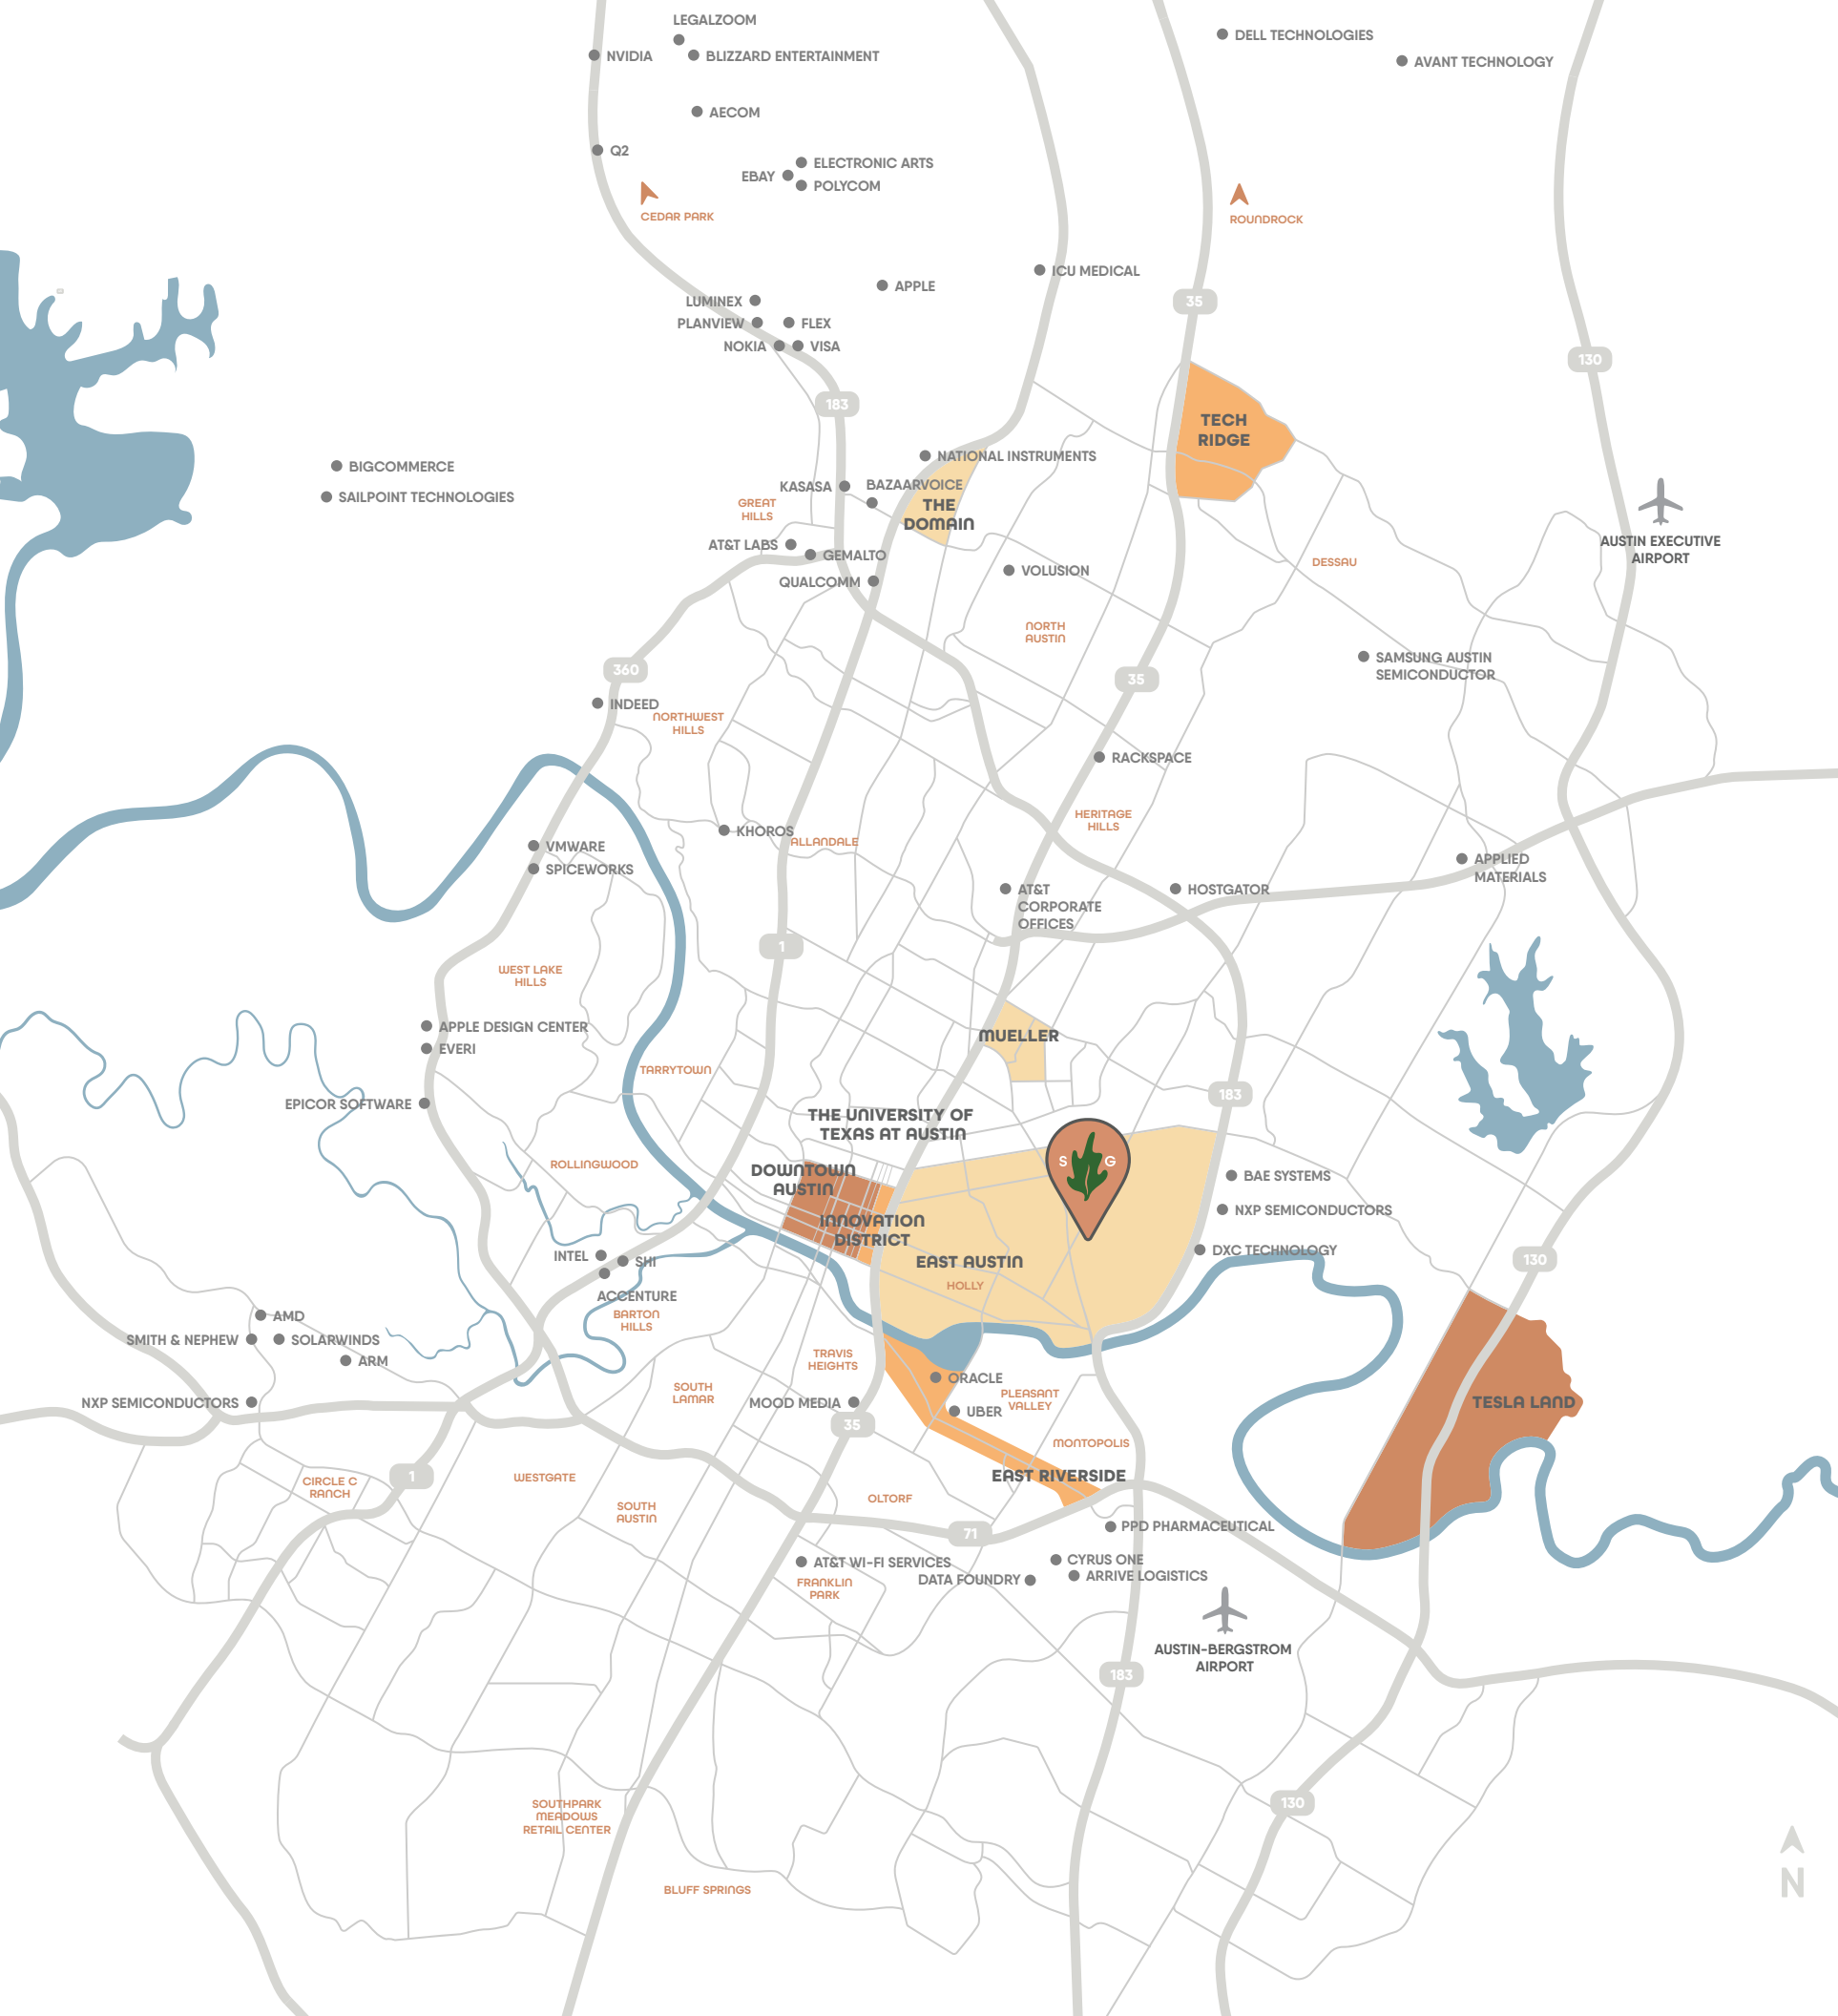 LEGALZOOM
NVIDIA
BLIZZARD ENTERTAINMENT
DELL TECHNOLOGIES
AVANT TECHNOLOGY
AECOM
Q2
ELECTRONIC ARTS
EBAY
POLYCOM
CEDAR PARK
ROUNDROCK
ICU MEDICAL
APPLE
LUMINEX
35
PLANVIEW
FLEX
NOKIA
VISA
130
183
TECH
RIDGE
NATIONAL INSTRUMENTS
BIGCOMMERCE
KASASA
BAZAARVOICE
SAILPOINT TECHNOLOGIES
GREAT
HILLS
THE
DOMAIN
AUSTIN EXECUTIVE
AIRPORT
AT&T LABS
GEMALTO
DESSAU
VOLUSION
QUALCOMM
NORTH
AUSTIN
SAMSUNG AUSTIN
SEMICONDUCTOR
360
35
INDEED
NORTHWEST
HILLS
RACKSPACE
HERITAGE
HILLS
KHOROS
ALLANDALE
VMWARE
SPICEWORKS
APPLIED
MATERIALS
AT&T
CORPORATE
OFFICES
HOSTGATOR
1
WEST LAKE
HILLS
APPLE DESIGN CENTER
EVERI
MUELLER
TARRYTOWN
EPICOR SOFTWARE
183
THE UNIVERSITY OF
TEXAS AT AUSTIN
S G
ROLLINGWOOD
DOWNTOWN
AUSTIN
BAE SYSTEMS
NXP SEMICONDUCTORS
INNOVATION
DISTRICT
DXC TECHNOLOGY
INTEL
SHI
EAST AUSTIN
130
HOLLY
ACCENTURE
BARTON
HILLS
AMD
SMITH & NEPHEW
SOLARWINDS
ARM
TRAVIS
HEIGHTS
ORACLE
SOUTH
LAMAR
PLEASANT
VALLEY
NXP SEMICONDUCTORS
MOOD MEDIA
UBER
TESLA LAND
35
MONTOPOLIS
1
WESTGATE
EAST RIVERSIDE
CIRCLE C
RANCH
OLTORF
SOUTH
AUSTIN
71
PPD PHARMACEUTICAL
AT&T WI-FI SERVICES
CYRUS ONE
DATA FOUNDRY
ARRIVE LOGISTICS
FRANKLIN
PARK
AUSTIN-BERGSTROM
AIRPORT
183
130
SOUTHPARK
MEADOWS
RETAIL CENTER
BLUFF SPRINGS
N